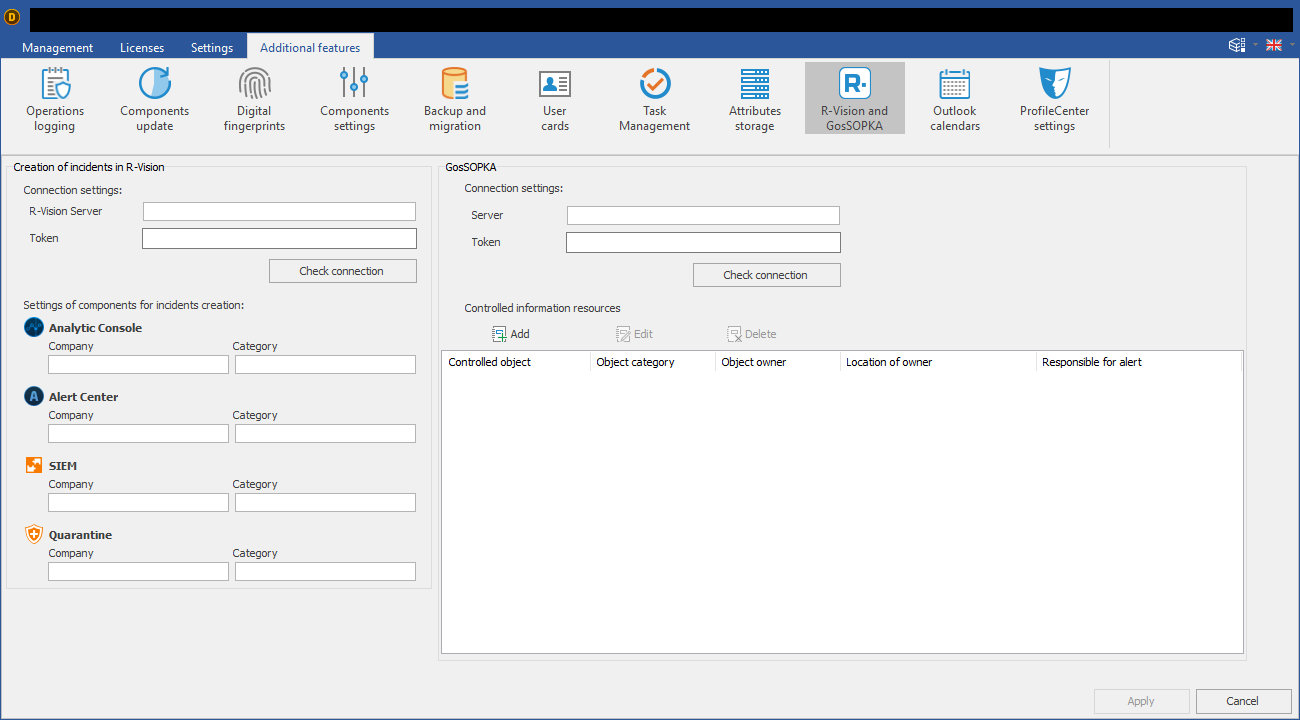 D
Management Licenses Settings Additional features
Operations logging
Components update
Digital fingerprints
Components settings
Backup and migration
User cards
Task Management
Attributes storage
R-Vision and GosSOPKA
Outlook calendars
ProfileCenter settings
Creation of incidents in R-Vision
Connection settings:
R-Vision Server
Token
Check connection
Settings of components for incidents creation:
Analytic Console
Company Category
A Alert Center
Company Category
SIEM
Company Category
Quarantine
Company Category
GosSOPKA
Connection settings:
Server
Token
Check connection
Controlled information resources
Add Edit Delete
Controlled object Object category Object owner Location of owner Responsible for alert
Apply Cancel